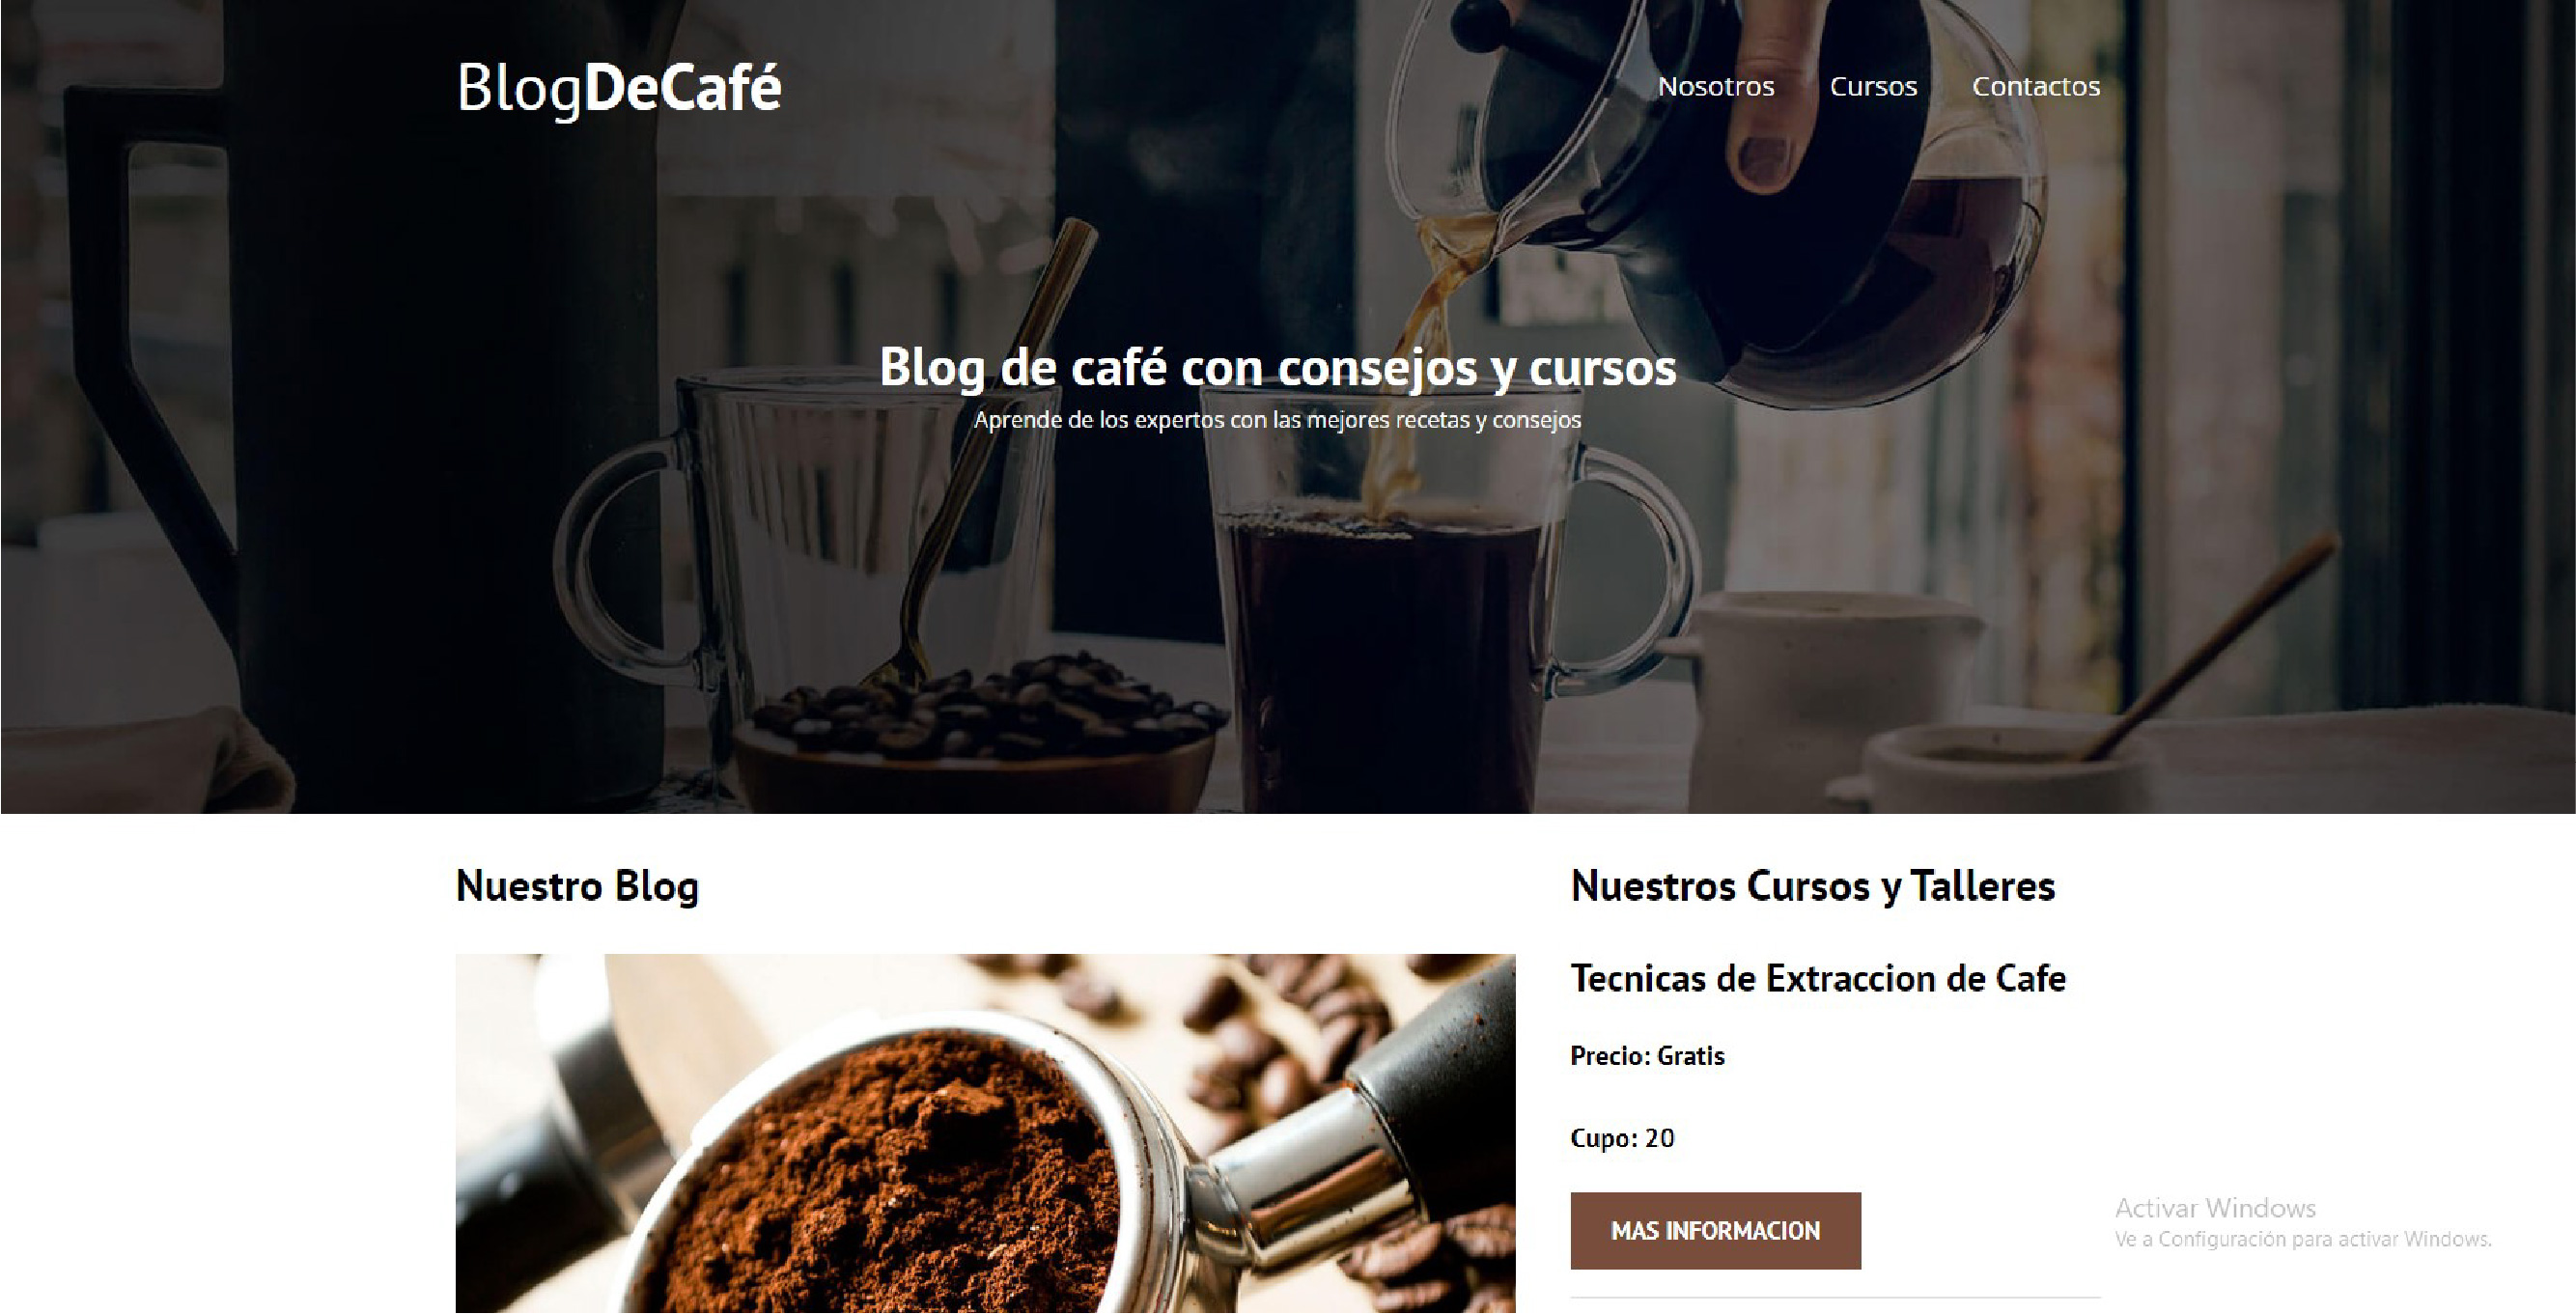 BlogDeCafé
Nosotros Cursos Contactos
Blog de café con consejos y cursos
Aprende de los expertos con las mejores recetas y consejos
Nuestro Blog
Nuestros Cursos y Talleres
Tecnicas de Extraccion de Cafe
Precio: Gratis
Cupo: 20
MAS INFORMACION
Activar Windows
Ve a Configuración para activar Windows.